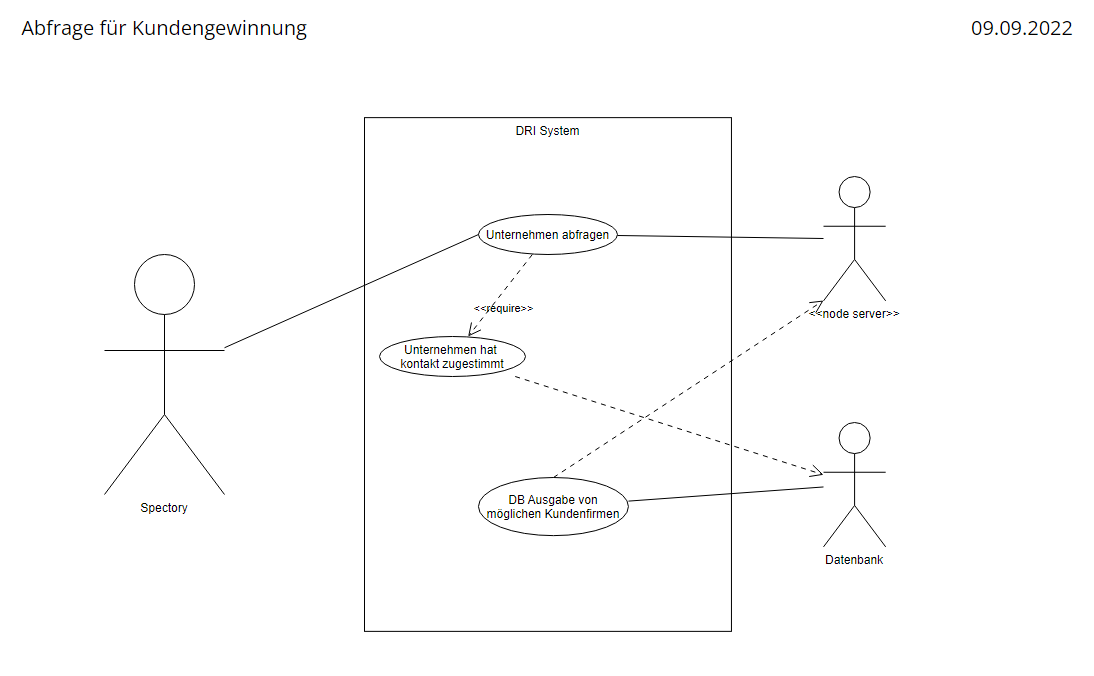 Abfrage für Kundengewinnung
09.09.2022
DRI System
Unternehmen abfragen
<<require>>
<<node server>>
Unternehmen hat
kontakt zugestimmt
DB Ausgabe von
möglichen Kundenfirmen
Spectory
Datenbank